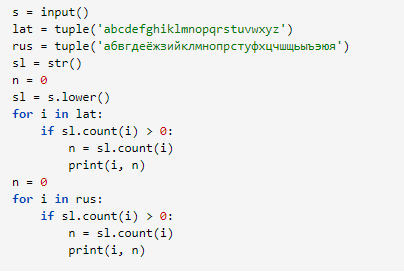 s = input()
lat = tuple('abcdefghiklmnopqrstuvwxyz')
rus = tuple('абвгдеёжзийклмнопрстуфхцчшщьыъэюя')
sl = str()
n = 0
sl = s.lower()
for i in lat:
    if sl.count(i) > 0:
        n = sl.count(i)
        print(i, n)
n = 0
for i in rus:
    if sl.count(i) > 0:
        n = sl.count(i)
        print(i, n)